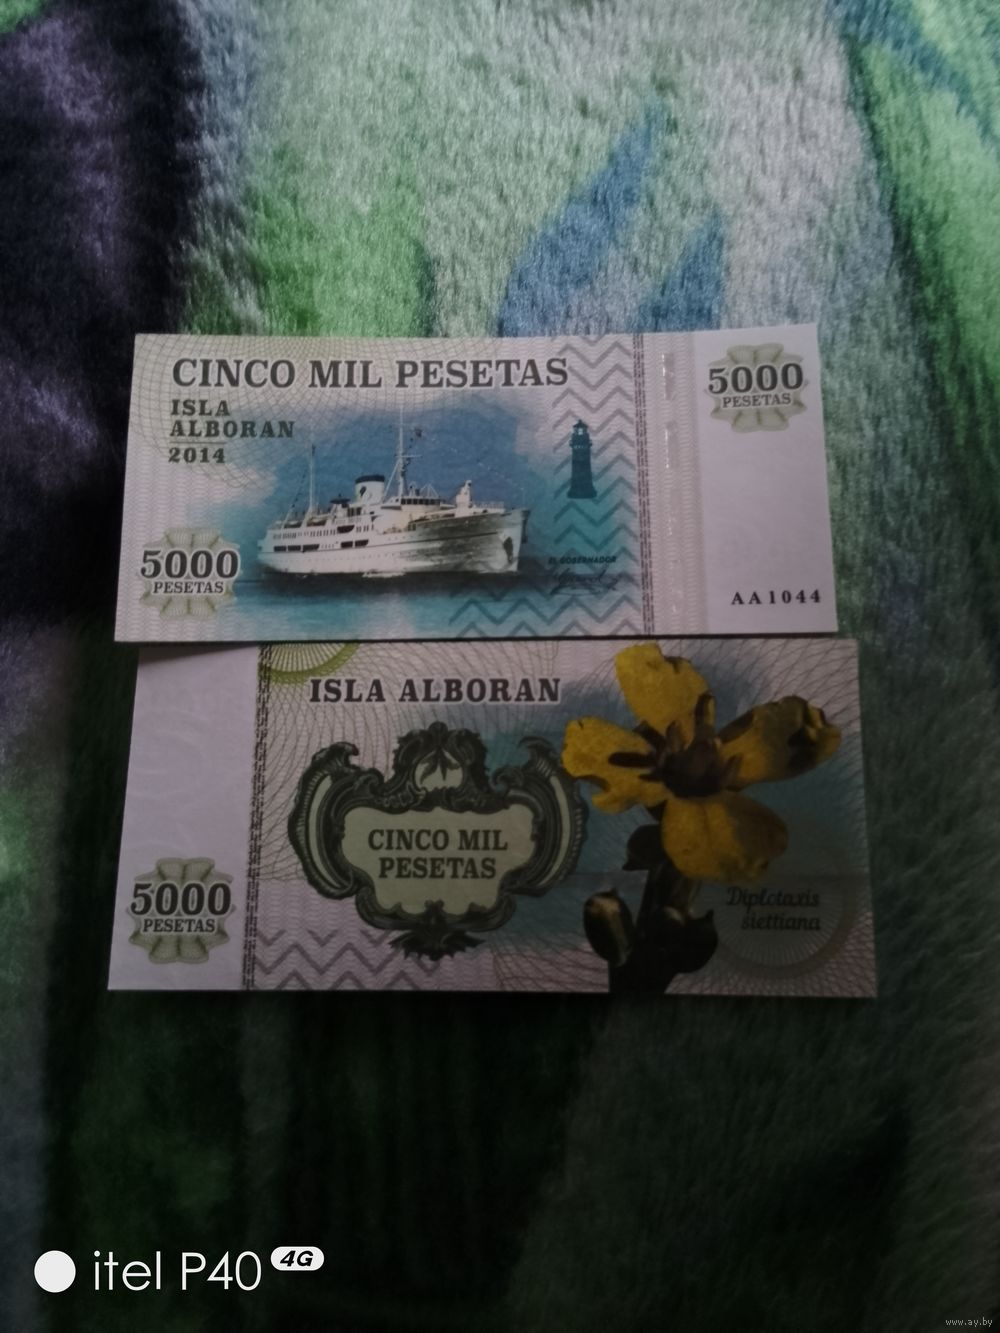 CINCO MIL PESETAS
ISLA
ALBORAN
2014
5000
PESETAS
5000
PESETAS
EL GOBERNADOR
AA1044
ISLA ALBORAN
CINCO MIL
PESETAS
5000
PESETAS
Diplotaxis
siettiana
itel P40 4G
www.ay.by